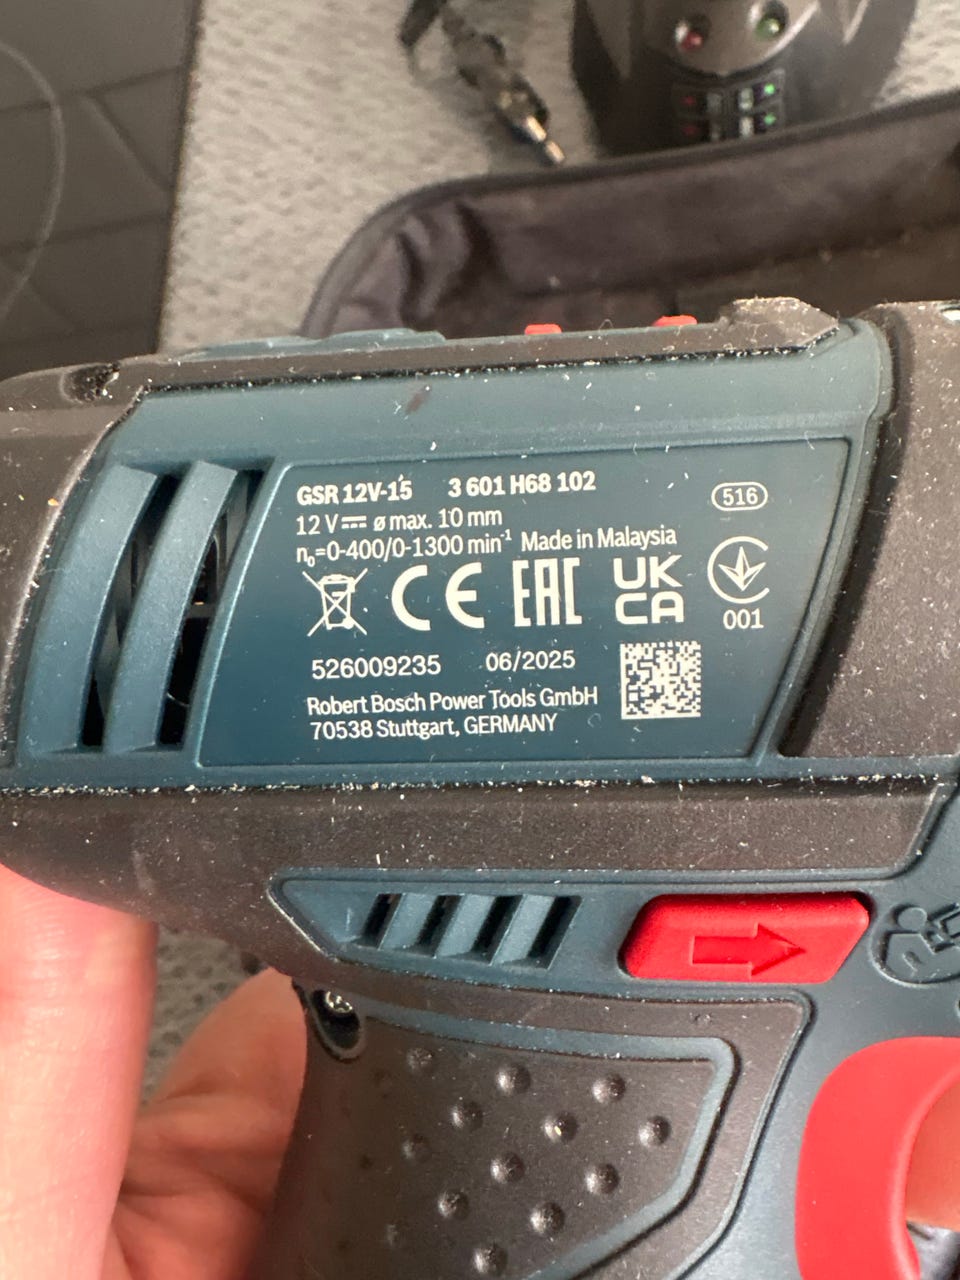 GSR 12V-15 3 601 H68 102
516
12 V ⎓ ø max. 10 mm
n₀=0-400/0-1300 min⁻¹ Made in Malaysia
CE EAC UK CA
001
526009235 06/2025
Robert Bosch Power Tools GmbH
70538 Stuttgart, GERMANY